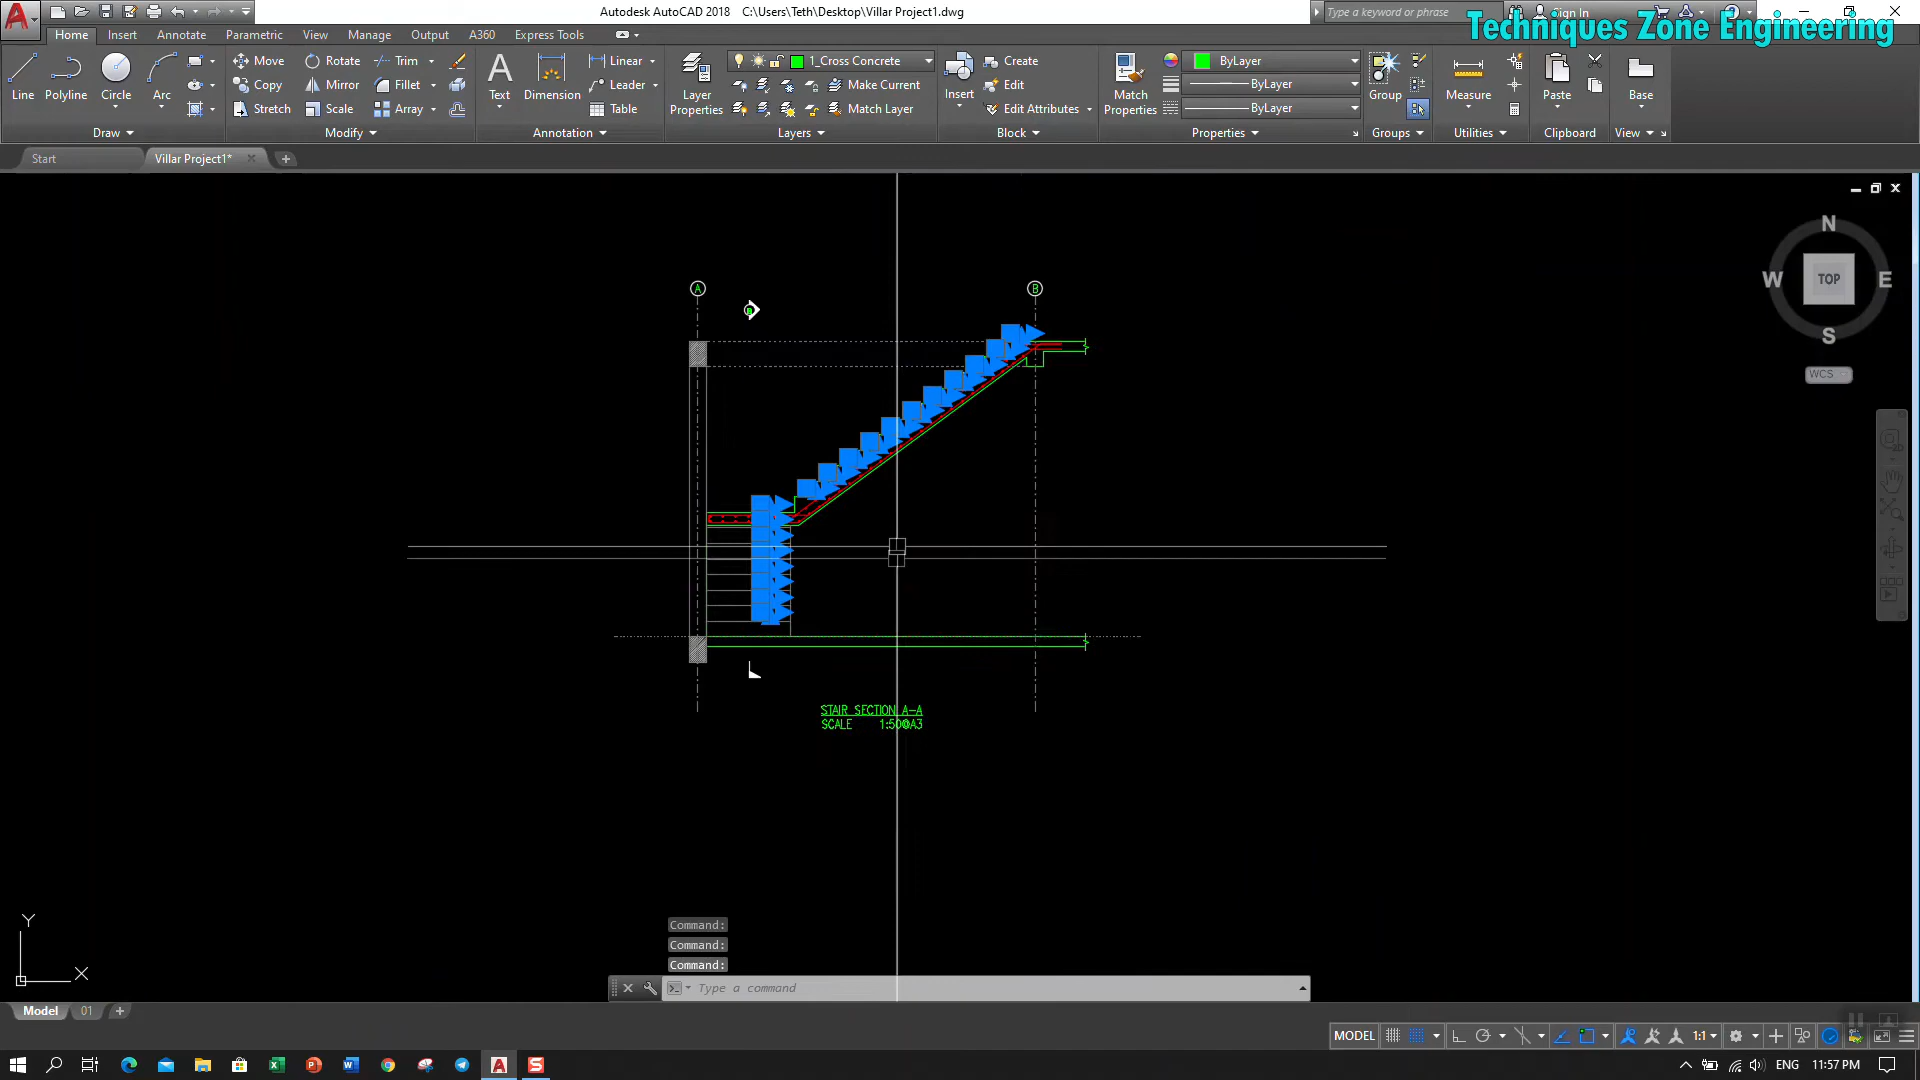 Autodesk AutoCAD 2018 C:\Users\Teth\Desktop\Villar Project1.dwg
Type a keyword or phrase
Sign In
Techniques Zone Engineering
Home Insert Annotate Parametric View Manage Output A360 Express Tools
Line Polyline Circle Arc
Move Rotate Trim
Copy Mirror Fillet
Stretch Scale Array
Text Dimension
Linear
Leader
Table
Layer Properties
1_Cross Concrete
Make Current
Match Layer
Insert
Create
Edit
Edit Attributes
Match Properties
ByLayer
ByLayer
ByLayer
Group
Measure
Paste
Base
Draw Modify Annotation Layers Block Properties Groups Utilities Clipboard View
Start Villar Project1*
N
W TOP E
S
WCS
A B
B
STAIR SECTION A-A
SCALE 1:50@A3
Y
X
Command:
Command:
Command:
Type a command
Model 01
MODEL 1:1
ENG 11:57 PM